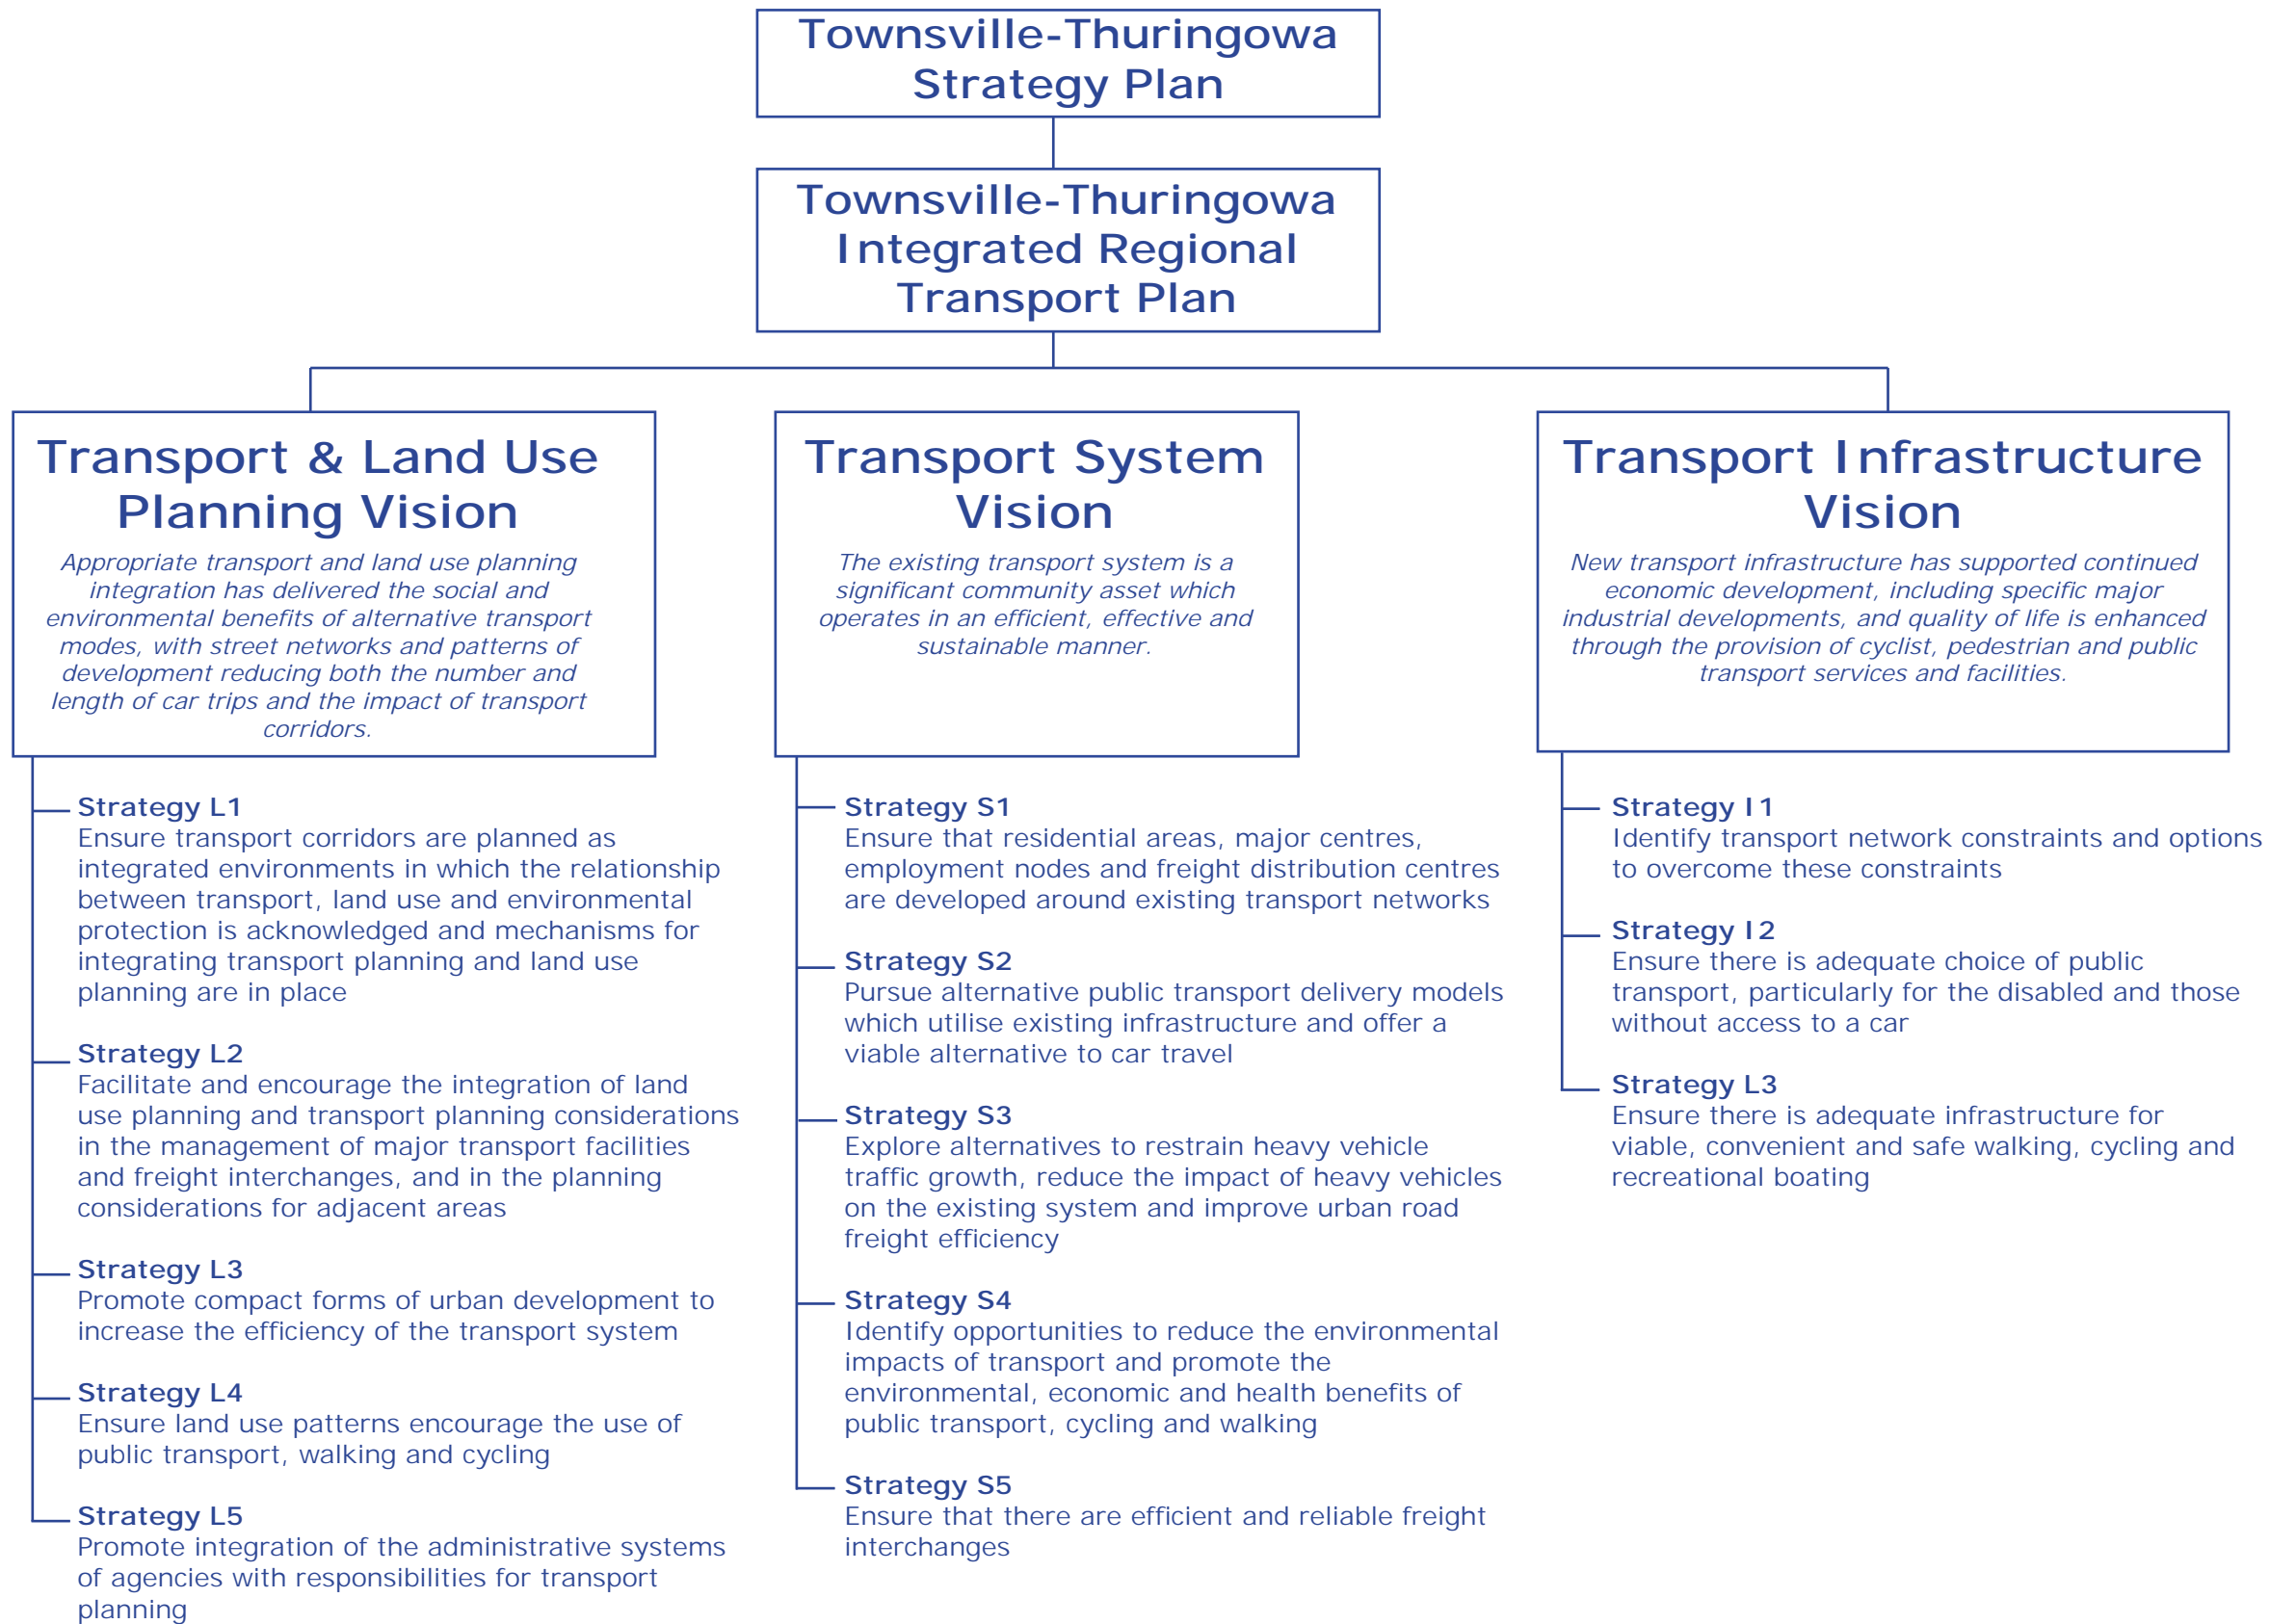 Townsville-Thuringowa
Strategy Plan
Townsville-Thuringowa
Integrated Regional
Transport Plan
Transport & Land Use
Planning Vision
Appropriate transport and land use planning
integration has delivered the social and
environmental benefits of alternative transport
modes, with street networks and patterns of
development reducing both the number and
length of car trips and the impact of transport
corridors.
Strategy L1
Ensure transport corridors are planned as
integrated environments in which the relationship
between transport, land use and environmental
protection is acknowledged and mechanisms for
integrating transport planning and land use
planning are in place
Strategy L2
Facilitate and encourage the integration of land
use planning and transport planning considerations
in the management of major transport facilities
and freight interchanges, and in the planning
considerations for adjacent areas
Strategy L3
Promote compact forms of urban development to
increase the efficiency of the transport system
Strategy L4
Ensure land use patterns encourage the use of
public transport, walking and cycling
Strategy L5
Promote integration of the administrative systems
of agencies with responsibilities for transport
planning
Transport System
Vision
The existing transport system is a
significant community asset which
operates in an efficient, effective and
sustainable manner.
Strategy S1
Ensure that residential areas, major centres,
employment nodes and freight distribution centres
are developed around existing transport networks
Strategy S2
Pursue alternative public transport delivery models
which utilise existing infrastructure and offer a
viable alternative to car travel
Strategy S3
Explore alternatives to restrain heavy vehicle
traffic growth, reduce the impact of heavy vehicles
on the existing system and improve urban road
freight efficiency
Strategy S4
Identify opportunities to reduce the environmental
impacts of transport and promote the
environmental, economic and health benefits of
public transport, cycling and walking
Strategy S5
Ensure that there are efficient and reliable freight
interchanges
Transport Infrastructure
Vision
New transport infrastructure has supported continued
economic development, including specific major
industrial developments, and quality of life is enhanced
through the provision of cyclist, pedestrian and public
transport services and facilities.
Strategy I1
Identify transport network constraints and options
to overcome these constraints
Strategy I2
Ensure there is adequate choice of public
transport, particularly for the disabled and those
without access to a car
Strategy L3
Ensure there is adequate infrastructure for
viable, convenient and safe walking, cycling and
recreational boating